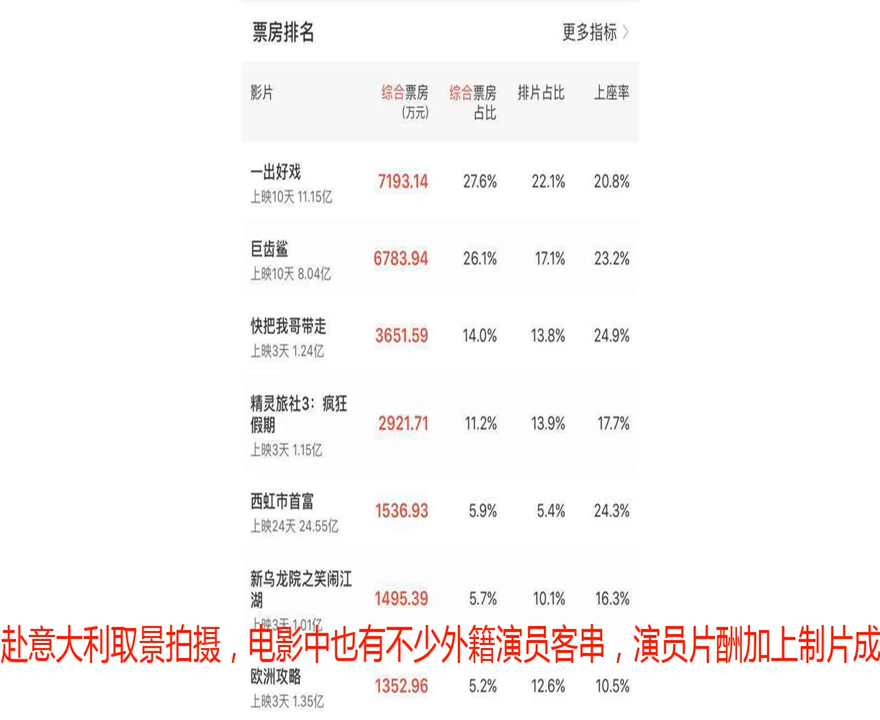 票房排名 更多指标 >
影片 综合票房 综合票房 排片占比 上座率
(万元) 占比
一出好戏 7193.14 27.6% 22.1% 20.8%
上映10天 11.15亿
巨齿鲨 6783.94 26.1% 17.1% 23.2%
上映10天 8.04亿
快把我哥带走 3651.59 14.0% 13.8% 24.9%
上映3天 1.24亿
精灵旅社3：疯狂
假期 2921.71 11.2% 13.9% 17.7%
上映3天 1.15亿
西虹市首富 1536.93 5.9% 5.4% 24.3%
上映24天 24.55亿
新乌龙院之笑闹江
湖 1495.39 5.7% 10.1% 16.3%
上映3天 1.01亿
赴意大利取景拍摄，电影中也有不少外籍演员客串，演员片酬加上制片成
欧洲攻略 1352.96 5.2% 12.6% 10.5%
上映3天 1.35亿